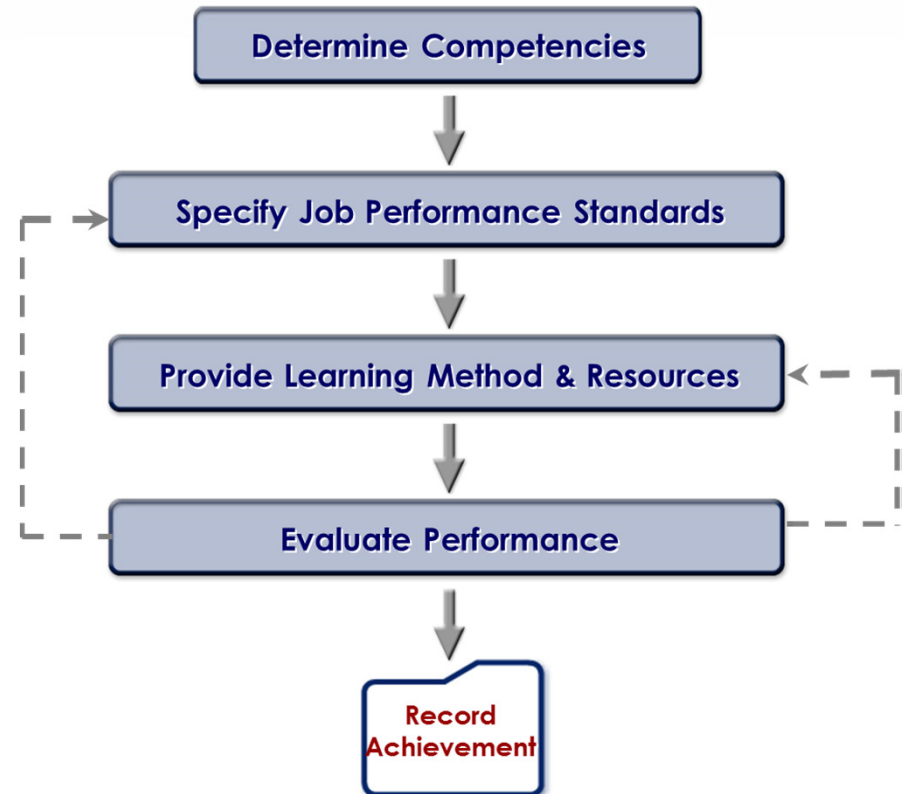 Determine Competencies
Specify Job Performance Standards
Provide Learning Method & Resources
Evaluate Performance
Record
Achievement